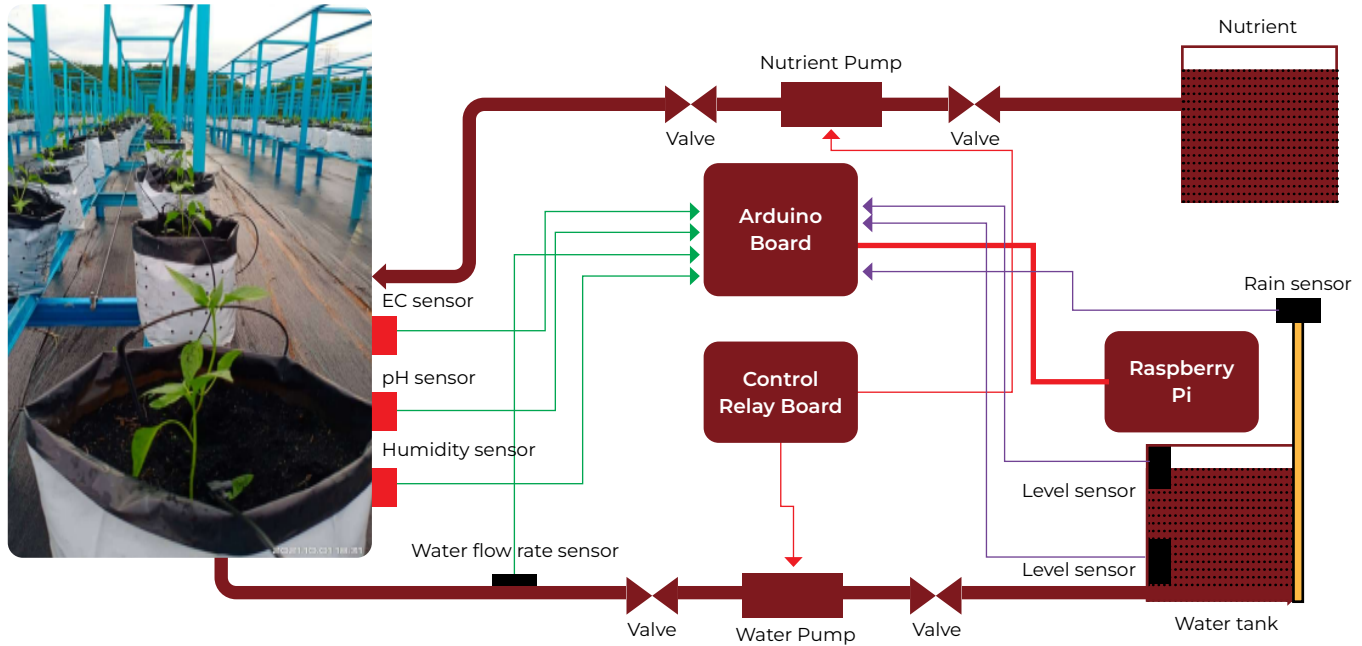 Nutrient
Nutrient Pump
Valve
Valve
Arduino
Board
EC sensor
Rain sensor
pH sensor
Control
Relay Board
Raspberry
Pi
Humidity sensor
Level sensor
Water flow rate sensor
Level sensor
Valve
Water Pump
Valve
Water tank